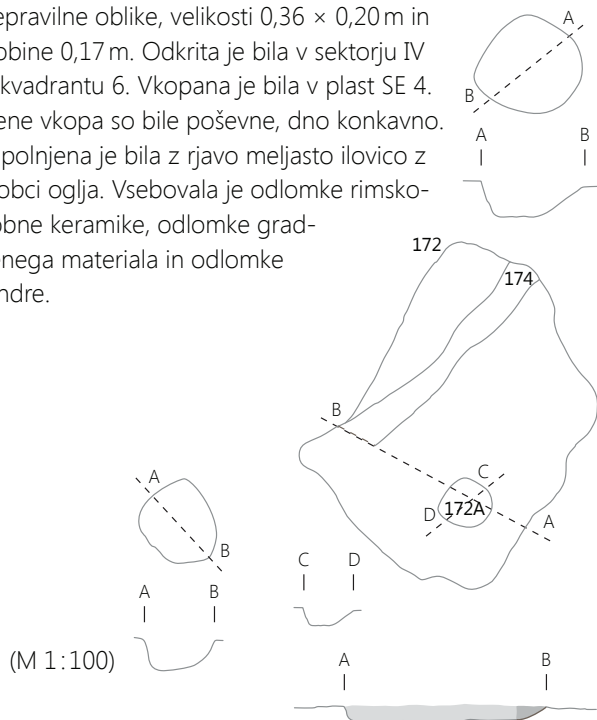 epravilne oblike, velikosti 0,36 × 0,20 m in
obine 0,17 m. Odkrita je bila v sektorju IV
kvadrantu 6. Vkopana je bila v plast SE 4.
ene vkopa so bile poševne, dno konkavno.
polnjena je bila z rjavo meljasto ilovico z
obci oglja. Vsebovala je odlomke rimsko-
obne keramike, odlomke grad-
enega materiala in odlomke
ndre.
A
B
A B
172
174
B
C
D 172A A
A
B
C D
A B
(M 1:100)
A B